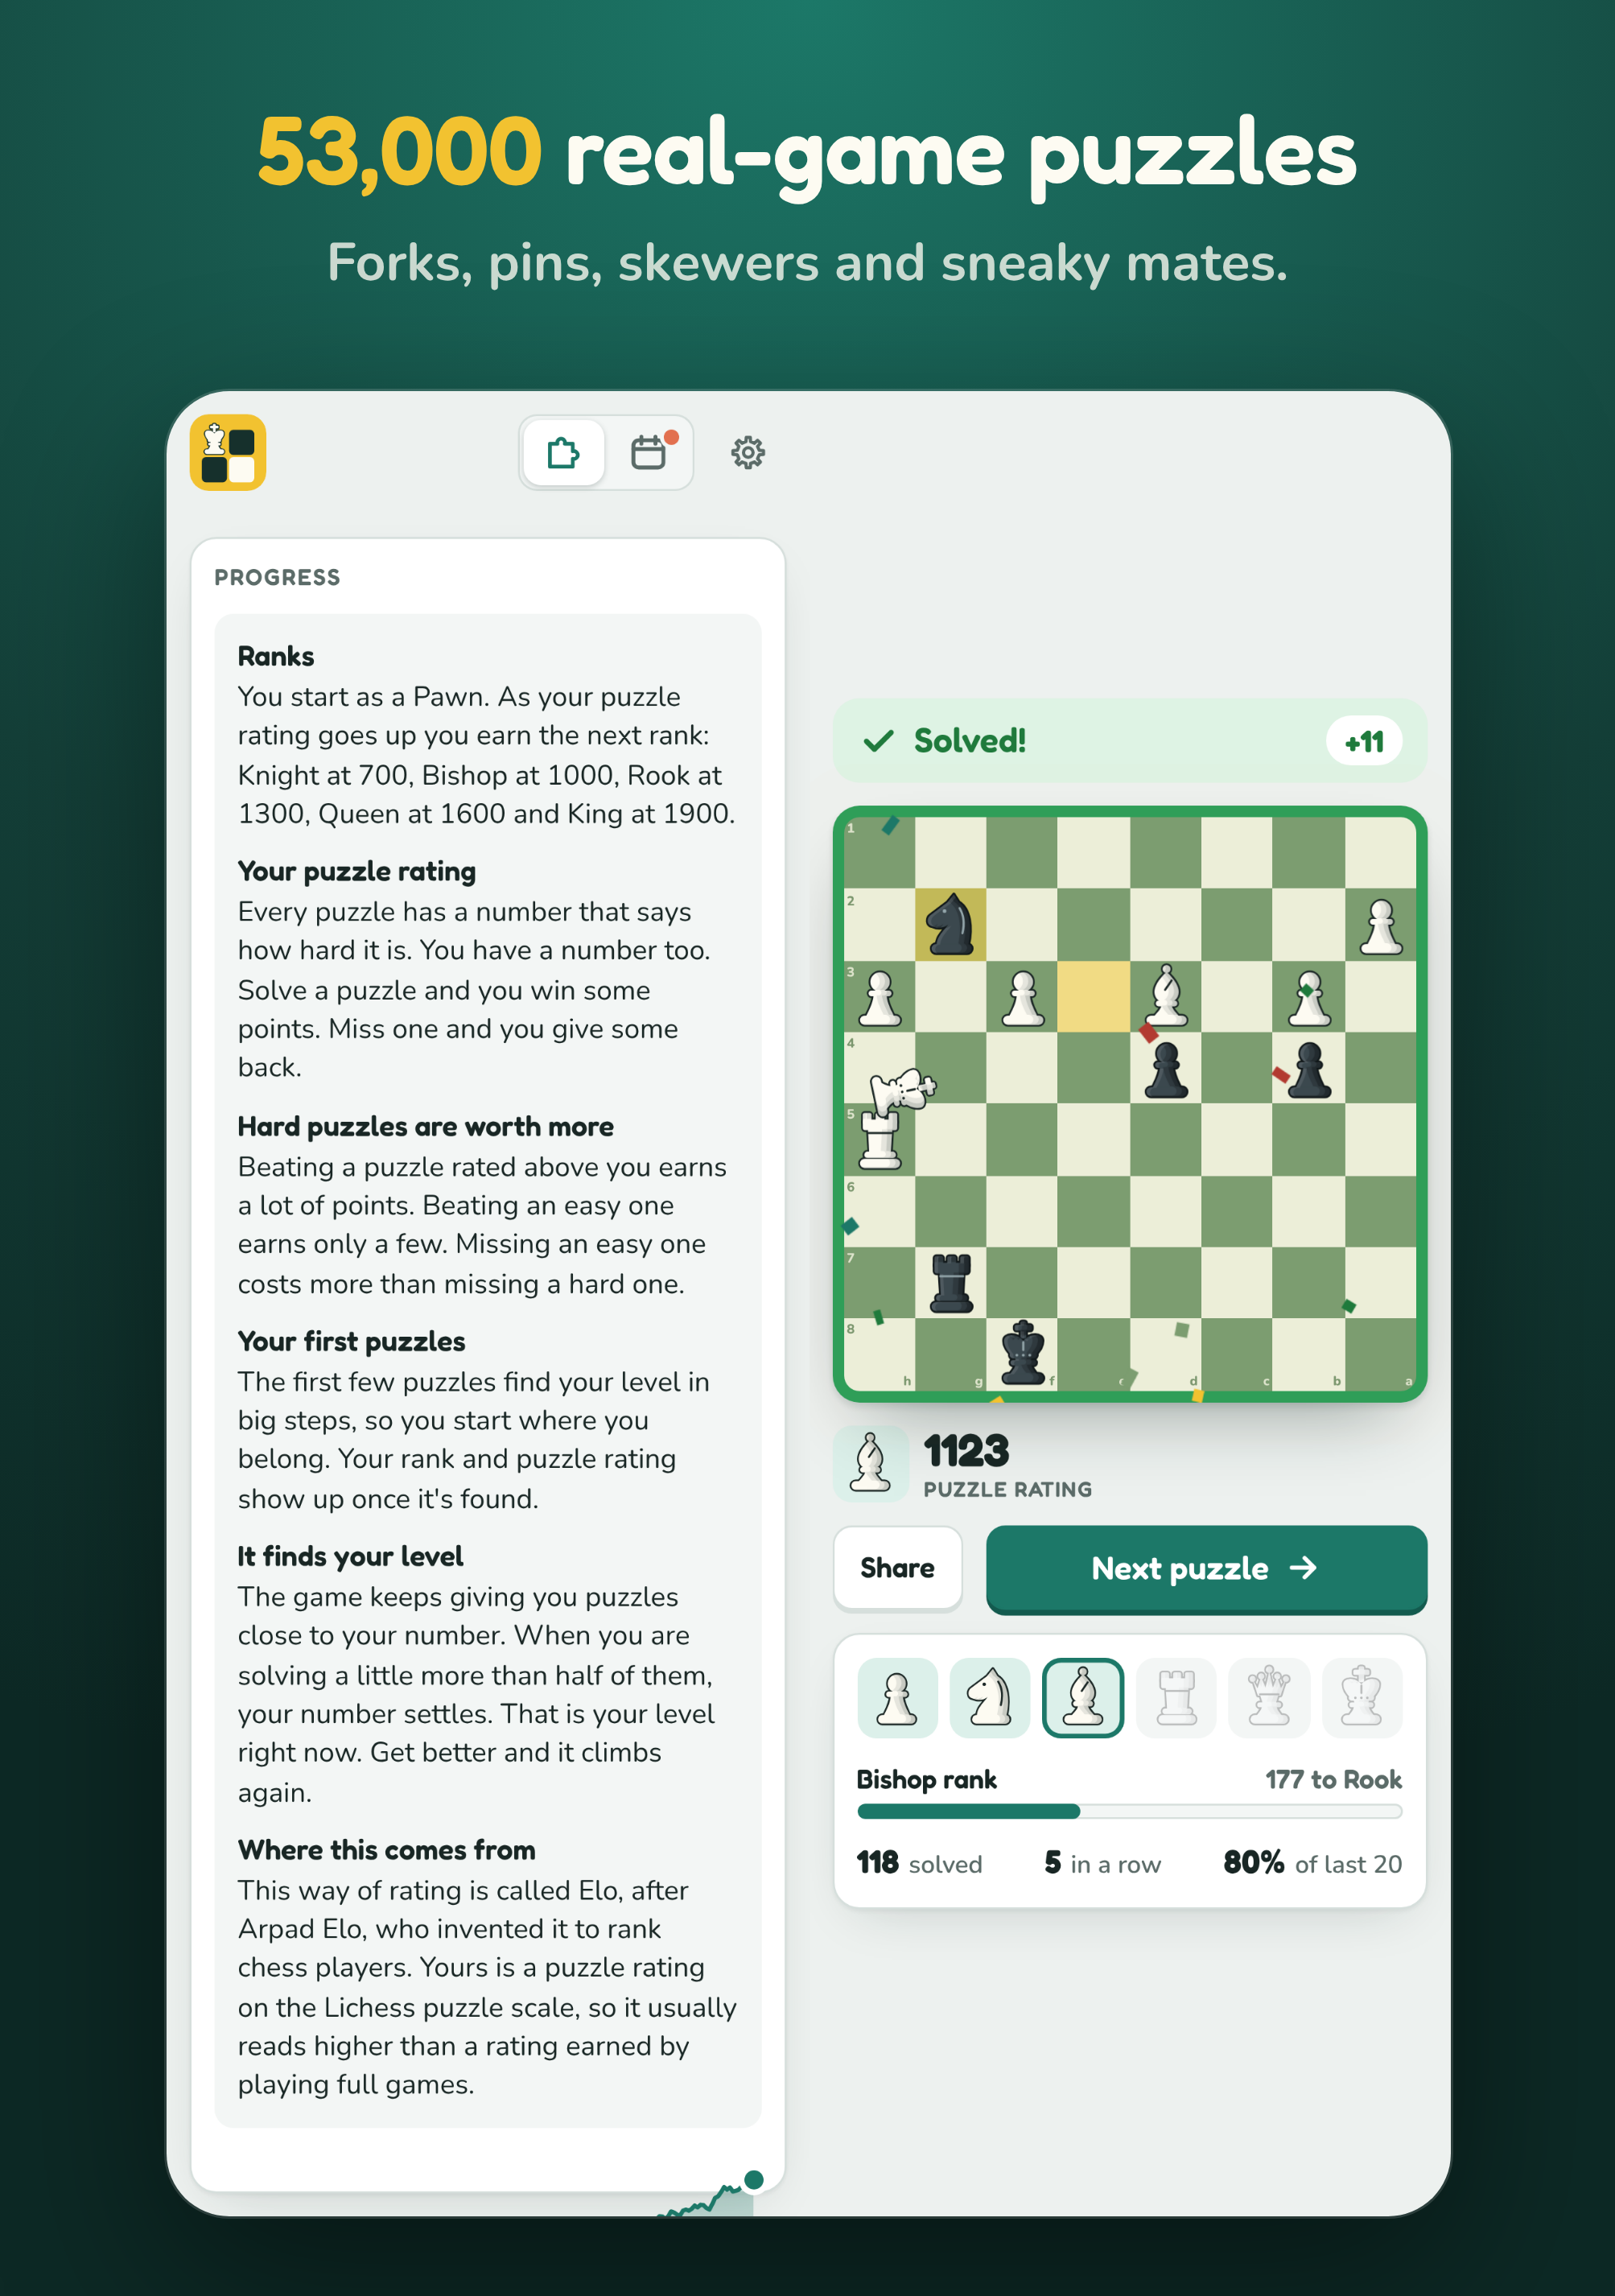 53,000 real-game puzzles
Forks, pins, skewers and sneaky mates.
PROGRESS
Ranks
You start as a Pawn. As your puzzle
rating goes up you earn the next rank:
Knight at 700, Bishop at 1000, Rook at
1300, Queen at 1600 and King at 1900.
Your puzzle rating
Every puzzle has a number that says
how hard it is. You have a number too.
Solve a puzzle and you win some
points. Miss one and you give some
back.
Hard puzzles are worth more
Beating a puzzle rated above you earns
a lot of points. Beating an easy one
earns only a few. Missing an easy one
costs more than missing a hard one.
Your first puzzles
The first few puzzles find your level in
big steps, so you start where you
belong. Your rank and puzzle rating
show up once it's found.
It finds your level
The game keeps giving you puzzles
close to your number. When you are
solving a little more than half of them,
your number settles. That is your level
right now. Get better and it climbs
again.
Where this comes from
This way of rating is called Elo, after
Arpad Elo, who invented it to rank
chess players. Yours is a puzzle rating
on the Lichess puzzle scale, so it usually
reads higher than a rating earned by
playing full games.
Solved! +11
1
2
3
4
5
6
7
8
h g f d c b a
1123
PUZZLE RATING
Share Next puzzle
Bishop rank 177 to Rook
118 solved 5 in a row 80% of last 20